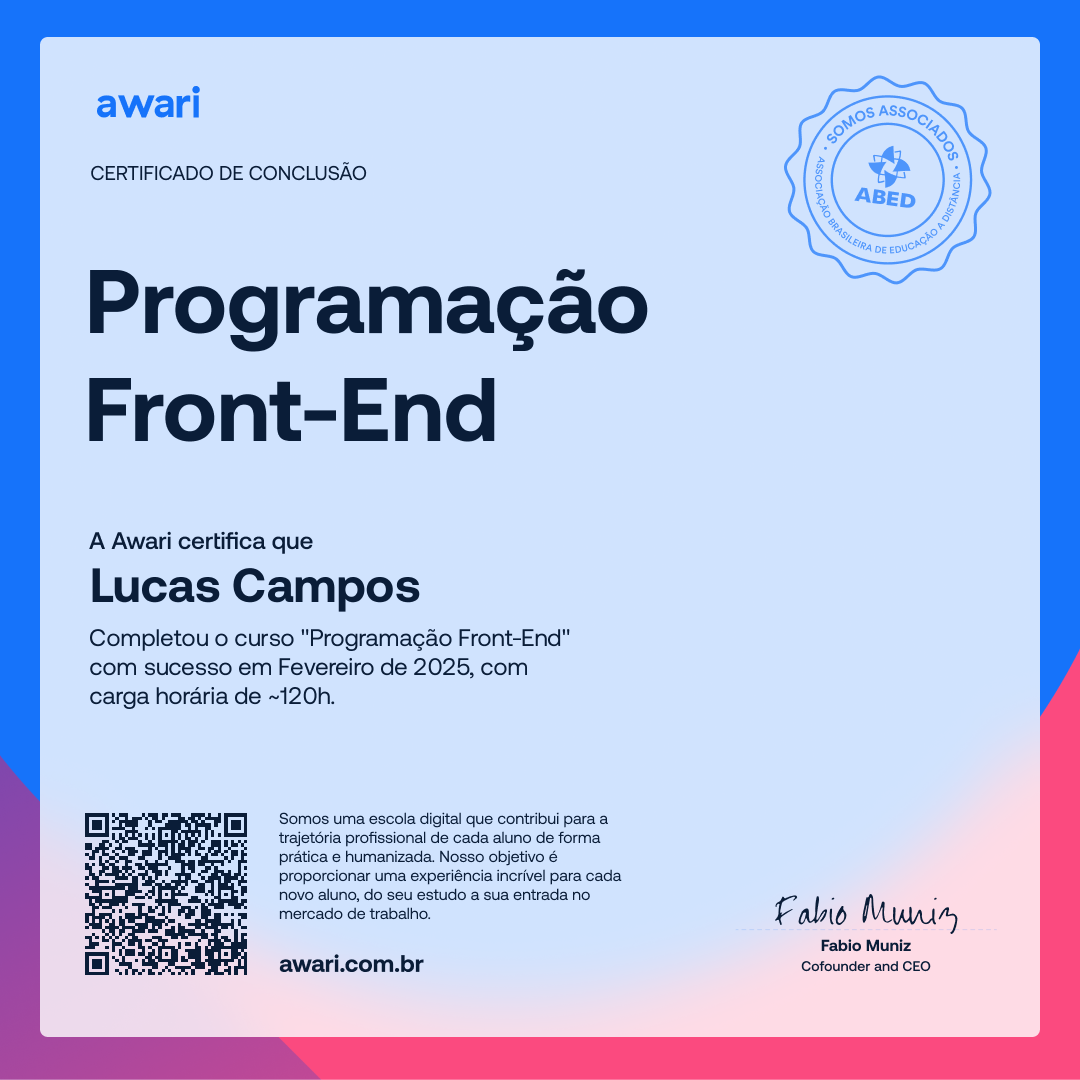 awari
CERTIFICADO DE CONCLUSÃO
• SOMOS ASSOCIADOS •
ASSOCIAÇÃO BRASILEIRA DE EDUCAÇÃO A DISTÂNCIA
ABED
Programação
Front-End
A Awari certifica que
Lucas Campos
Completou o curso "Programação Front-End"
com sucesso em Fevereiro de 2025, com
carga horária de ~120h.
Somos uma escola digital que contribui para a
trajetória profissional de cada aluno de forma
prática e humanizada. Nosso objetivo é
proporcionar uma experiência incrível para cada
novo aluno, do seu estudo a sua entrada no
mercado de trabalho.
awari.com.br
Fabio Muniz
Fabio Muniz
Cofounder and CEO